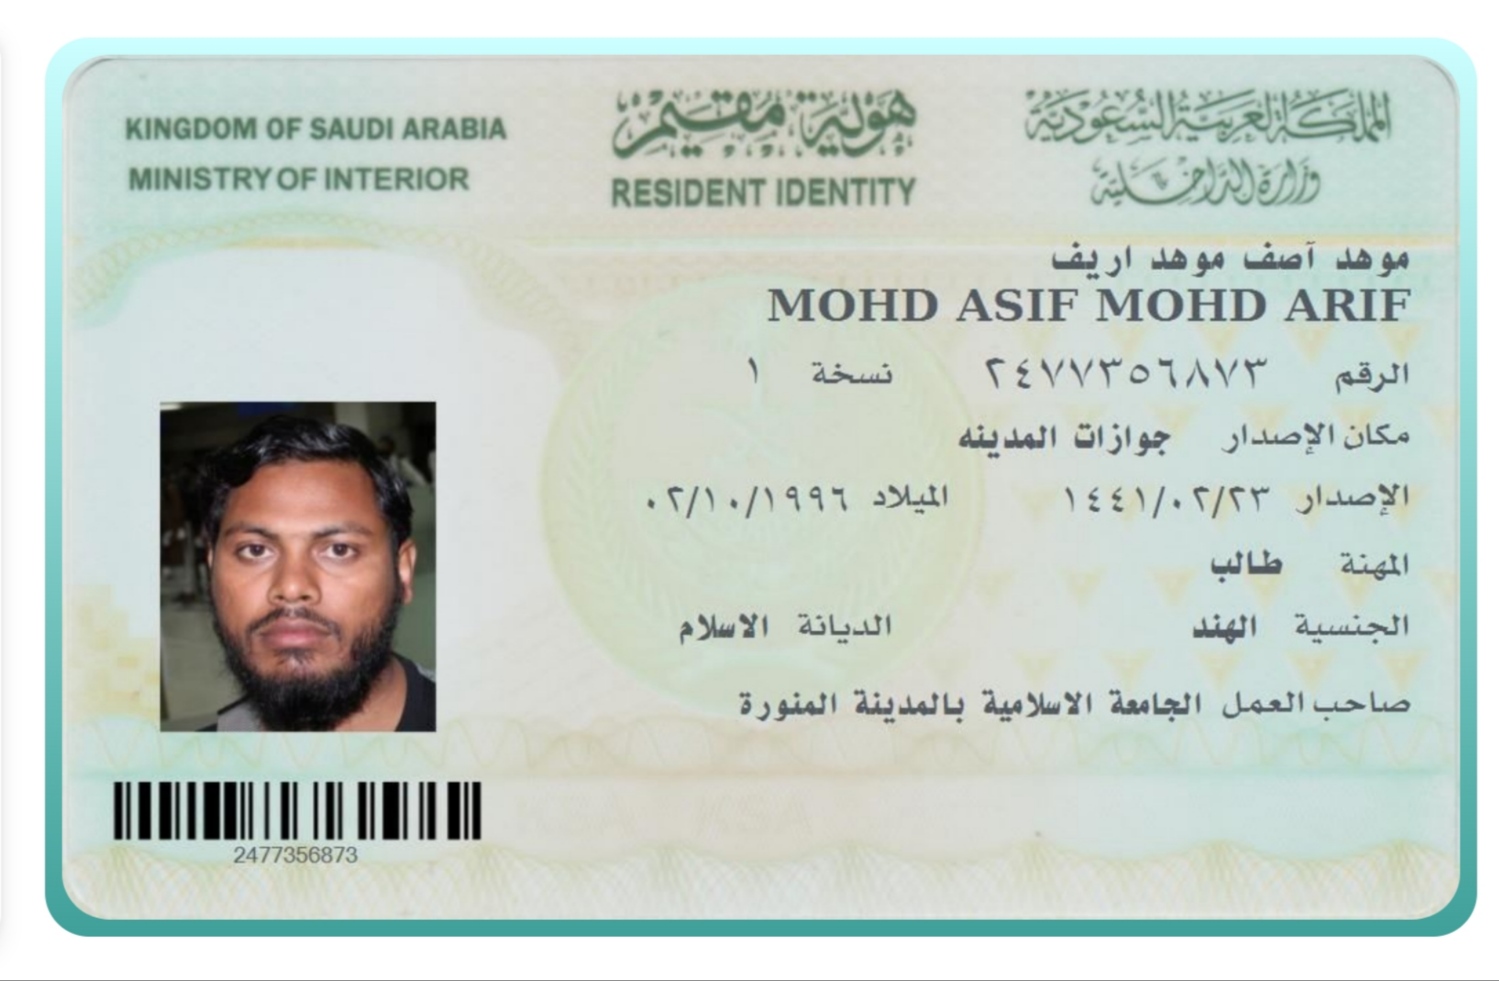 KINGDOM OF SAUDI ARABIA
MINISTRY OF INTERIOR
هوية مقيم
RESIDENT IDENTITY
المملكة العربية السعودية
وزارة الداخلية
موهد آصف موهد اريف
MOHD ASIF MOHD ARIF
الرقم ٢٤٧٧٣٥٦٨٧٣ نسخة ١
مكان الإصدار جوازات المدينه
الإصدار ١٤٤١/٠٢/٢٣ الميلاد ٠٢/١٠/١٩٩٦
المهنة طالب
الجنسية الهند الديانة الاسلام
صاحب العمل الجامعة الاسلامية بالمدينة المنورة
2477356873